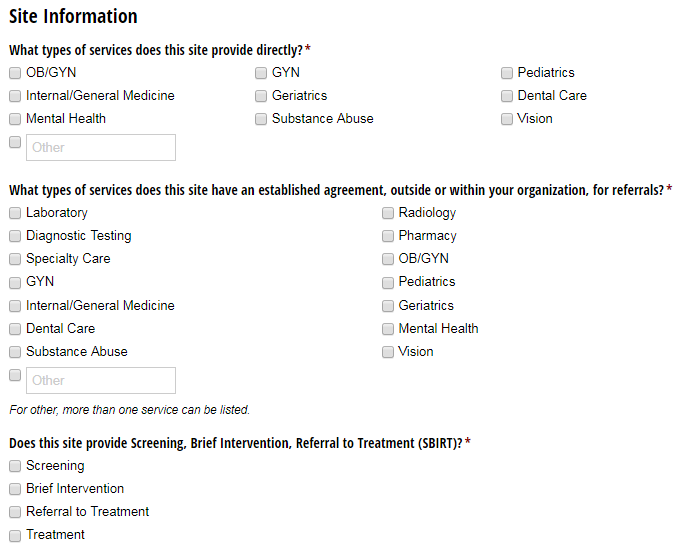 Site Information
What types of services does this site provide directly?*
OB/GYN GYN Pediatrics
Internal/General Medicine Geriatrics Dental Care
Mental Health Substance Abuse Vision
Other
What types of services does this site have an established agreement, outside or within your organization, for referrals?*
Laboratory Radiology
Diagnostic Testing Pharmacy
Specialty Care OB/GYN
GYN Pediatrics
Internal/General Medicine Geriatrics
Dental Care Mental Health
Substance Abuse Vision
Other
For other, more than one service can be listed.
Does this site provide Screening, Brief Intervention, Referral to Treatment (SBIRT)?*
Screening
Brief Intervention
Referral to Treatment
Treatment